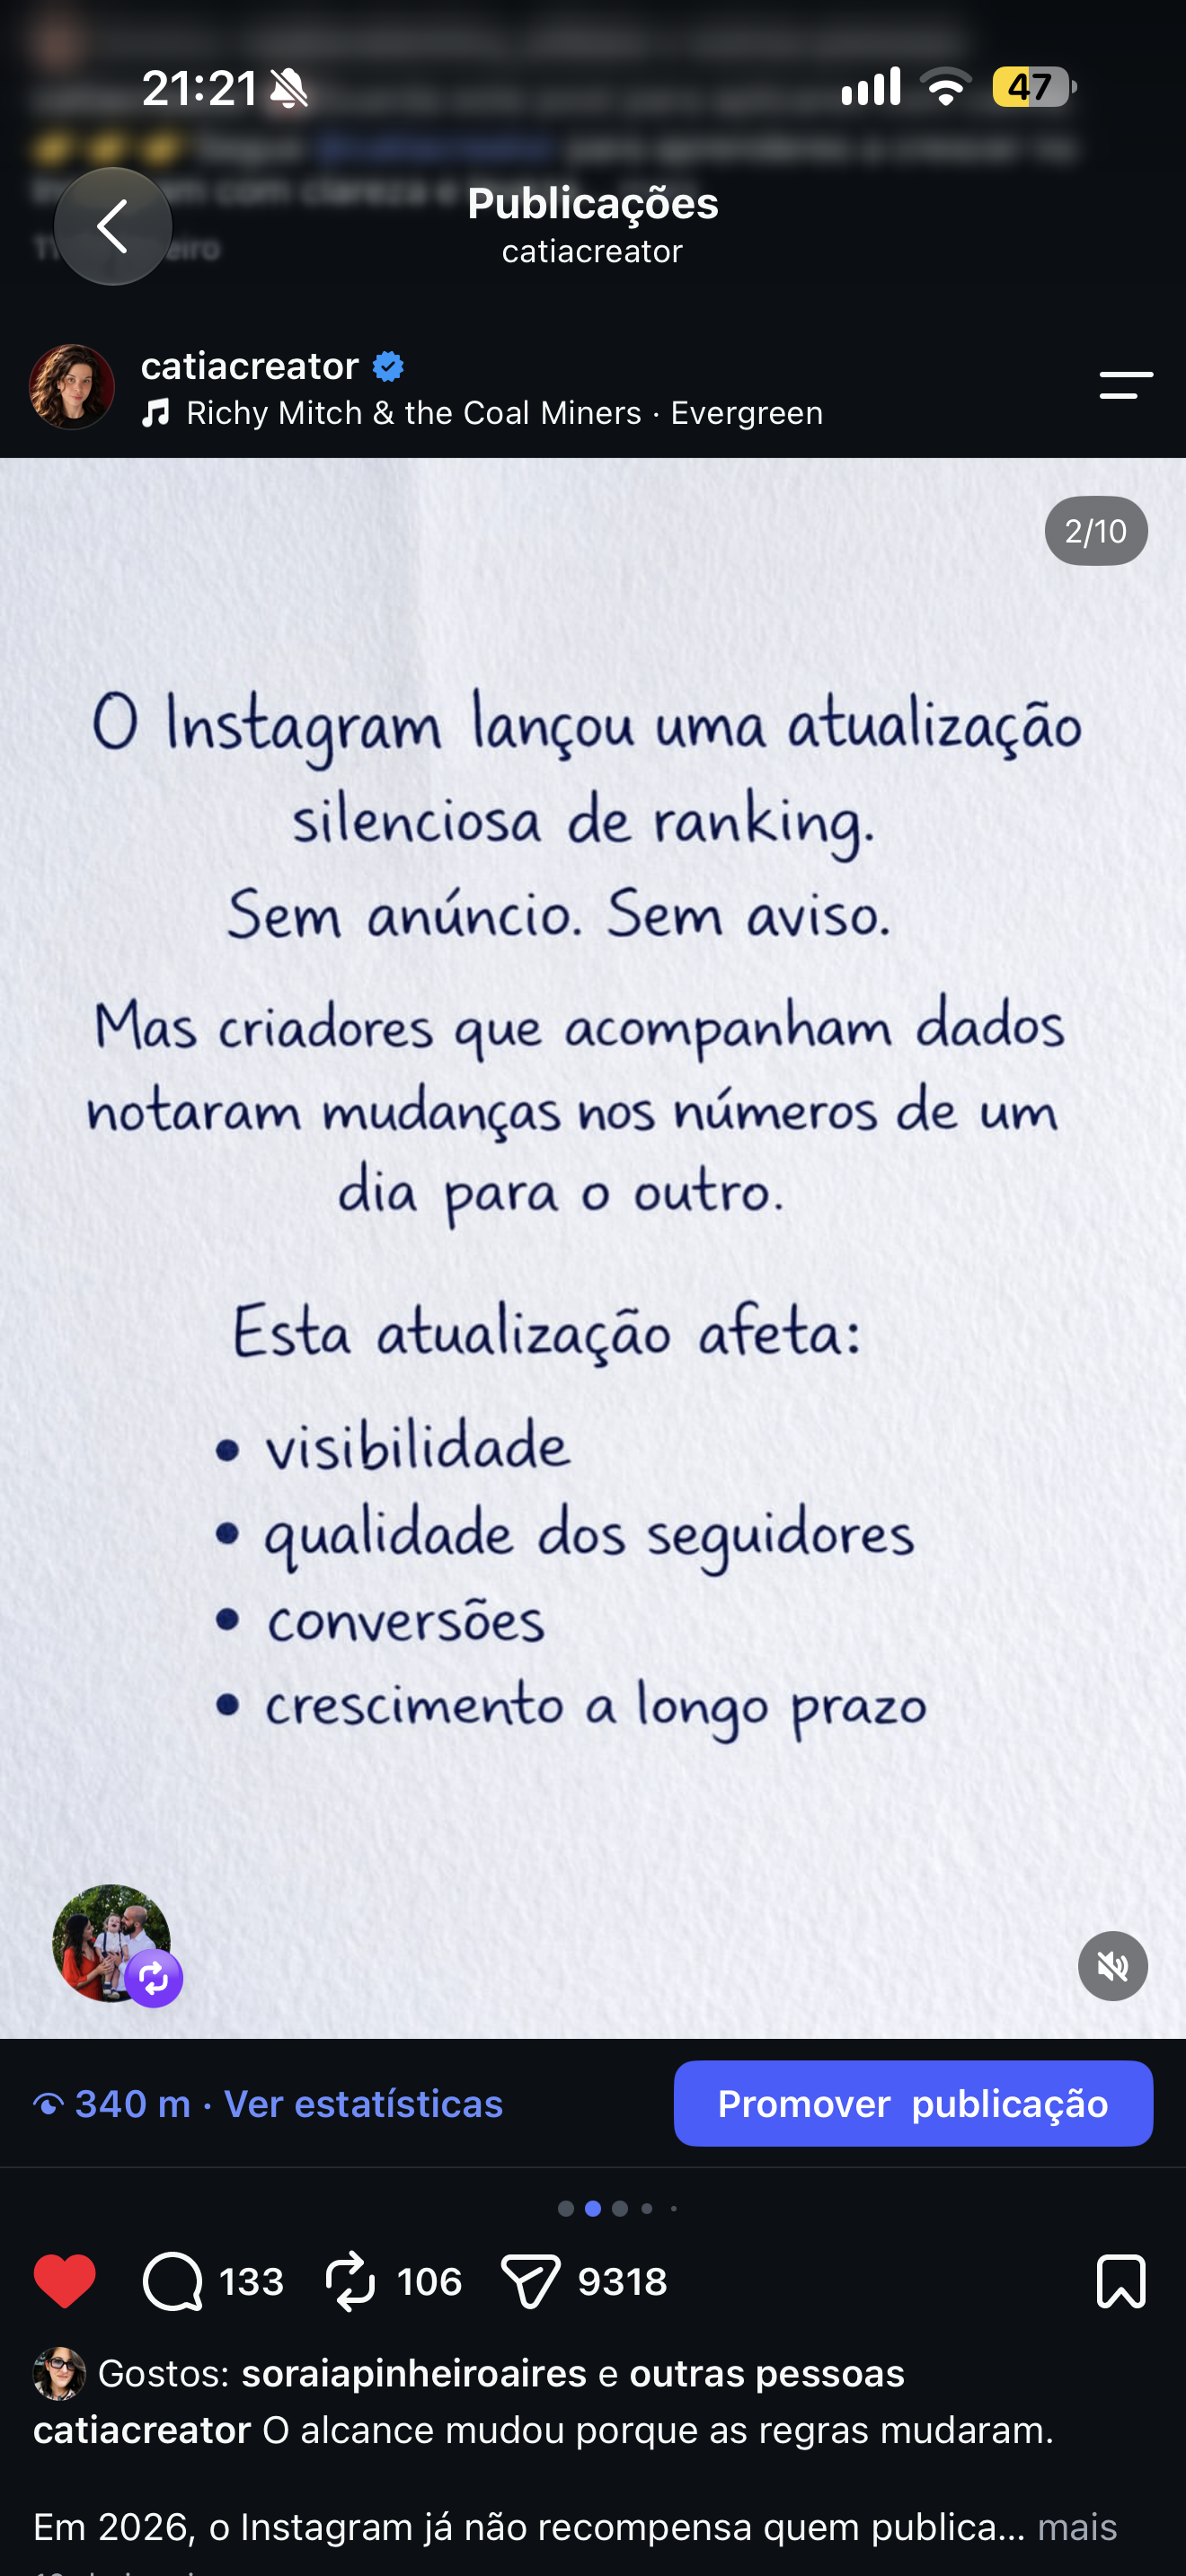 21:21
47
Publicações
catiacreator
catiacreator
Richy Mitch & the Coal Miners · Evergreen
2/10
O Instagram lançou uma atualização
silenciosa de ranking.
Sem anúncio. Sem aviso.
Mas criadores que acompanham dados
notaram mudanças nos números de um
dia para o outro.
Esta atualização afeta:
• visibilidade
• qualidade dos seguidores
• conversões
• crescimento a longo prazo
340 m · Ver estatísticas
Promover publicação
133
106
9318
Gostos: soraiapinheiroaires e outras pessoas
catiacreator O alcance mudou porque as regras mudaram.
Em 2026, o Instagram já não recompensa quem publica... mais